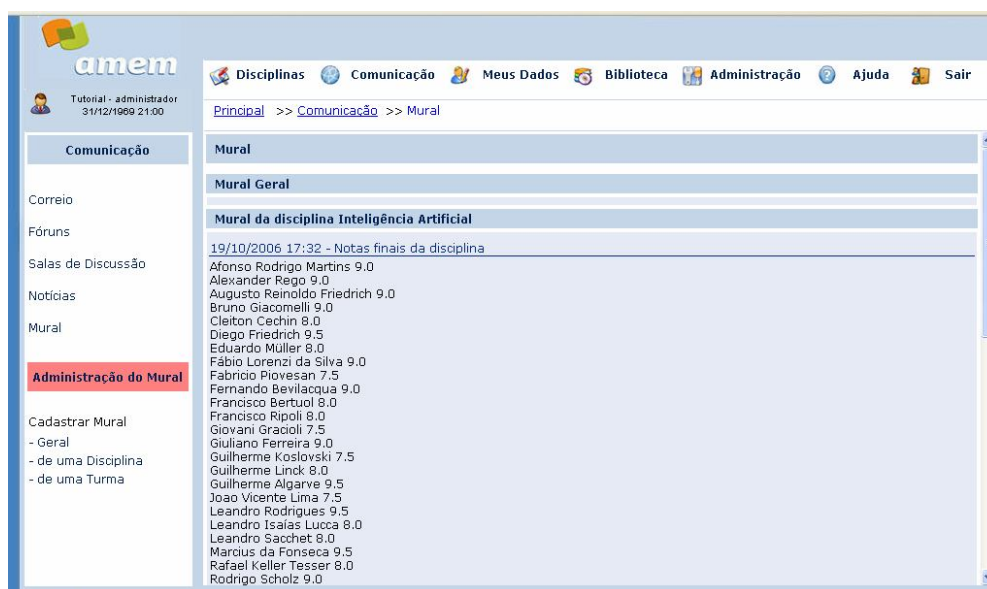 amem
Tutorial - administrador
31/12/1969 21:00
Disciplinas Comunicação Meus Dados Biblioteca Administração Ajuda Sair
Principal >> Comunicação >> Mural
Comunicação
Correio
Fóruns
Salas de Discussão
Notícias
Mural
Administração do Mural
Cadastrar Mural
- Geral
- de uma Disciplina
- de uma Turma
Mural
Mural Geral
Mural da disciplina Inteligência Artificial
19/10/2006 17:32 - Notas finais da disciplina
Afonso Rodrigo Martins 9.0
Alexander Rego 9.0
Augusto Reinoldo Friedrich 9.0
Bruno Giacomelli 9.0
Cleiton Cechin 8.0
Diego Friedrich 9.5
Eduardo Müller 8.0
Fábio Lorenzi da Silva 9.0
Fabricio Piovesan 7.5
Fernando Bevilacqua 9.0
Francisco Bertuol 8.0
Francisco Ripoli 8.0
Giovani Gracioli 7.5
Giuliano Ferreira 9.0
Guilherme Koslovski 7.5
Guilherme Linck 8.0
Guilherme Algarve 9.5
Joao Vicente Lima 7.5
Leandro Rodrigues 9.5
Leandro Isaías Lucca 8.0
Leandro Sacchet 8.0
Marcius da Fonseca 9.5
Rafael Keller Tesser 8.0
Rodrigo Scholz 9.0